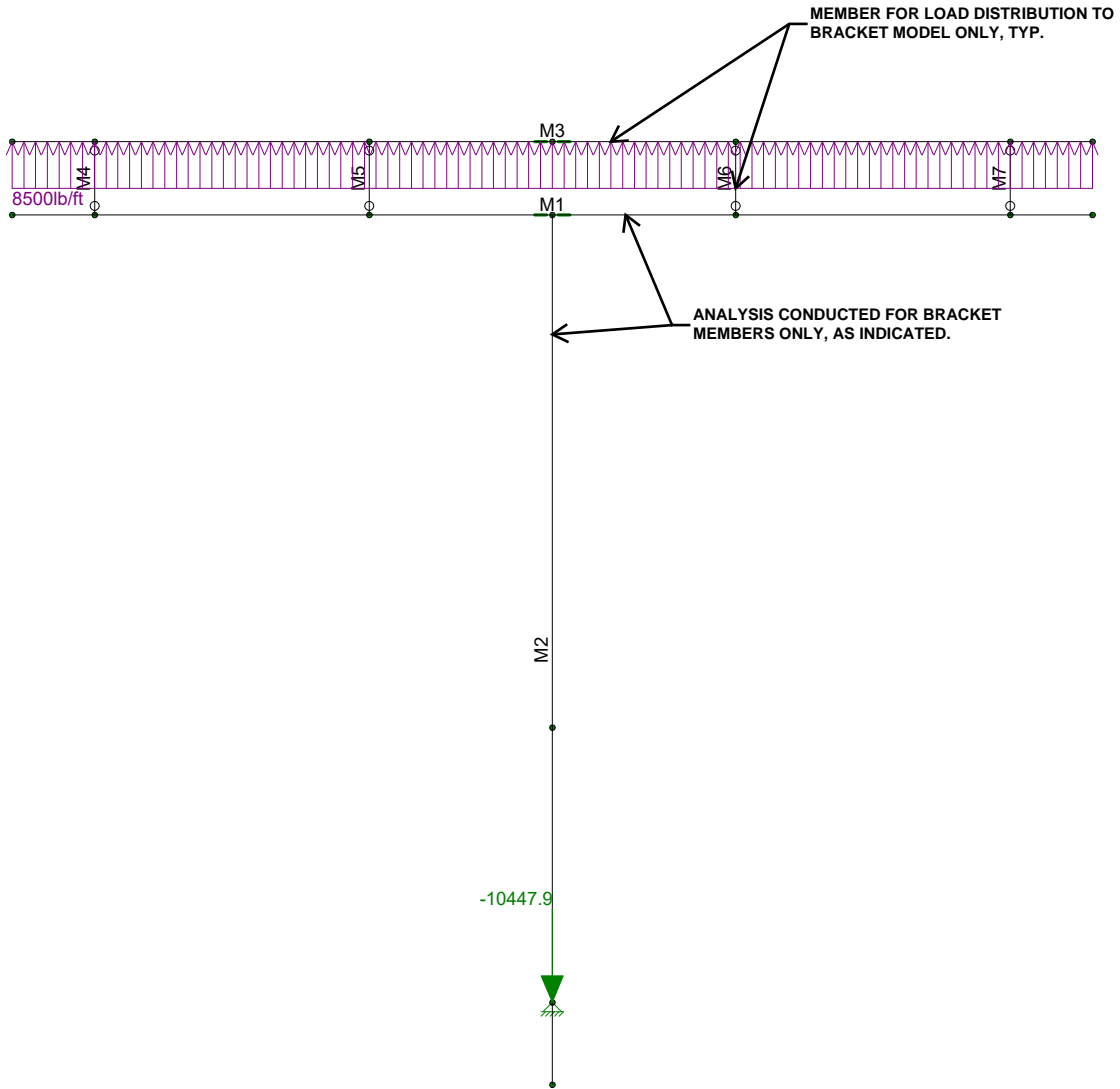 MEMBER FOR LOAD DISTRIBUTION TO
BRACKET MODEL ONLY, TYP.
M3
M4
M5
M6
M7
8500lb/ft
M1
ANALYSIS CONDUCTED FOR BRACKET
MEMBERS ONLY, AS INDICATED.
M2
-10447.9